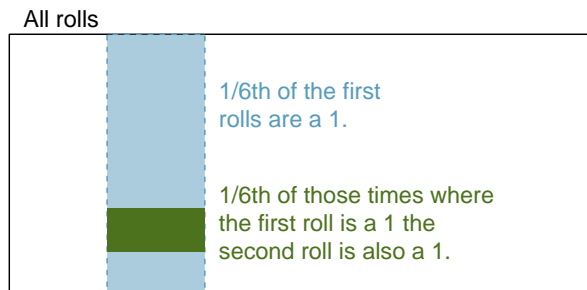 All rolls
1/6th of the first
rolls are a 1.
1/6th of those times where
the first roll is a 1 the
second roll is also a 1.